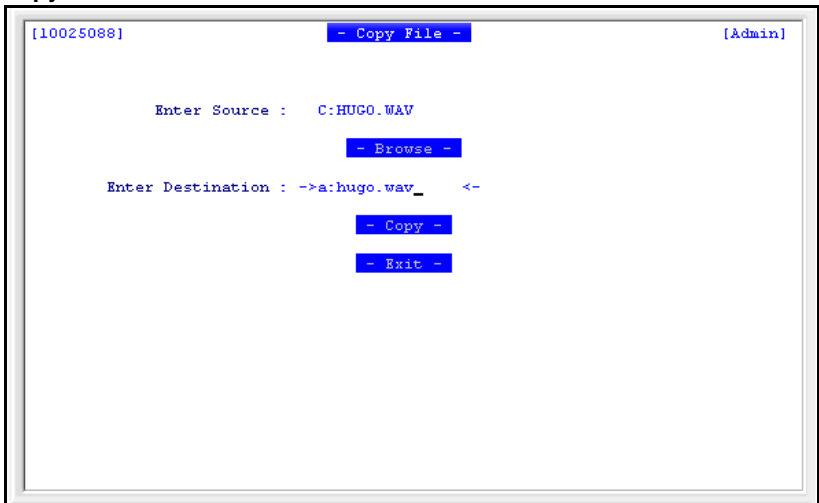 [10025088] - Copy File - [Admin]
Enter Source : C:HUGO.WAV
- Browse -
Enter Destination : ->a:hugo.wav_ <-
- Copy -
- Exit -